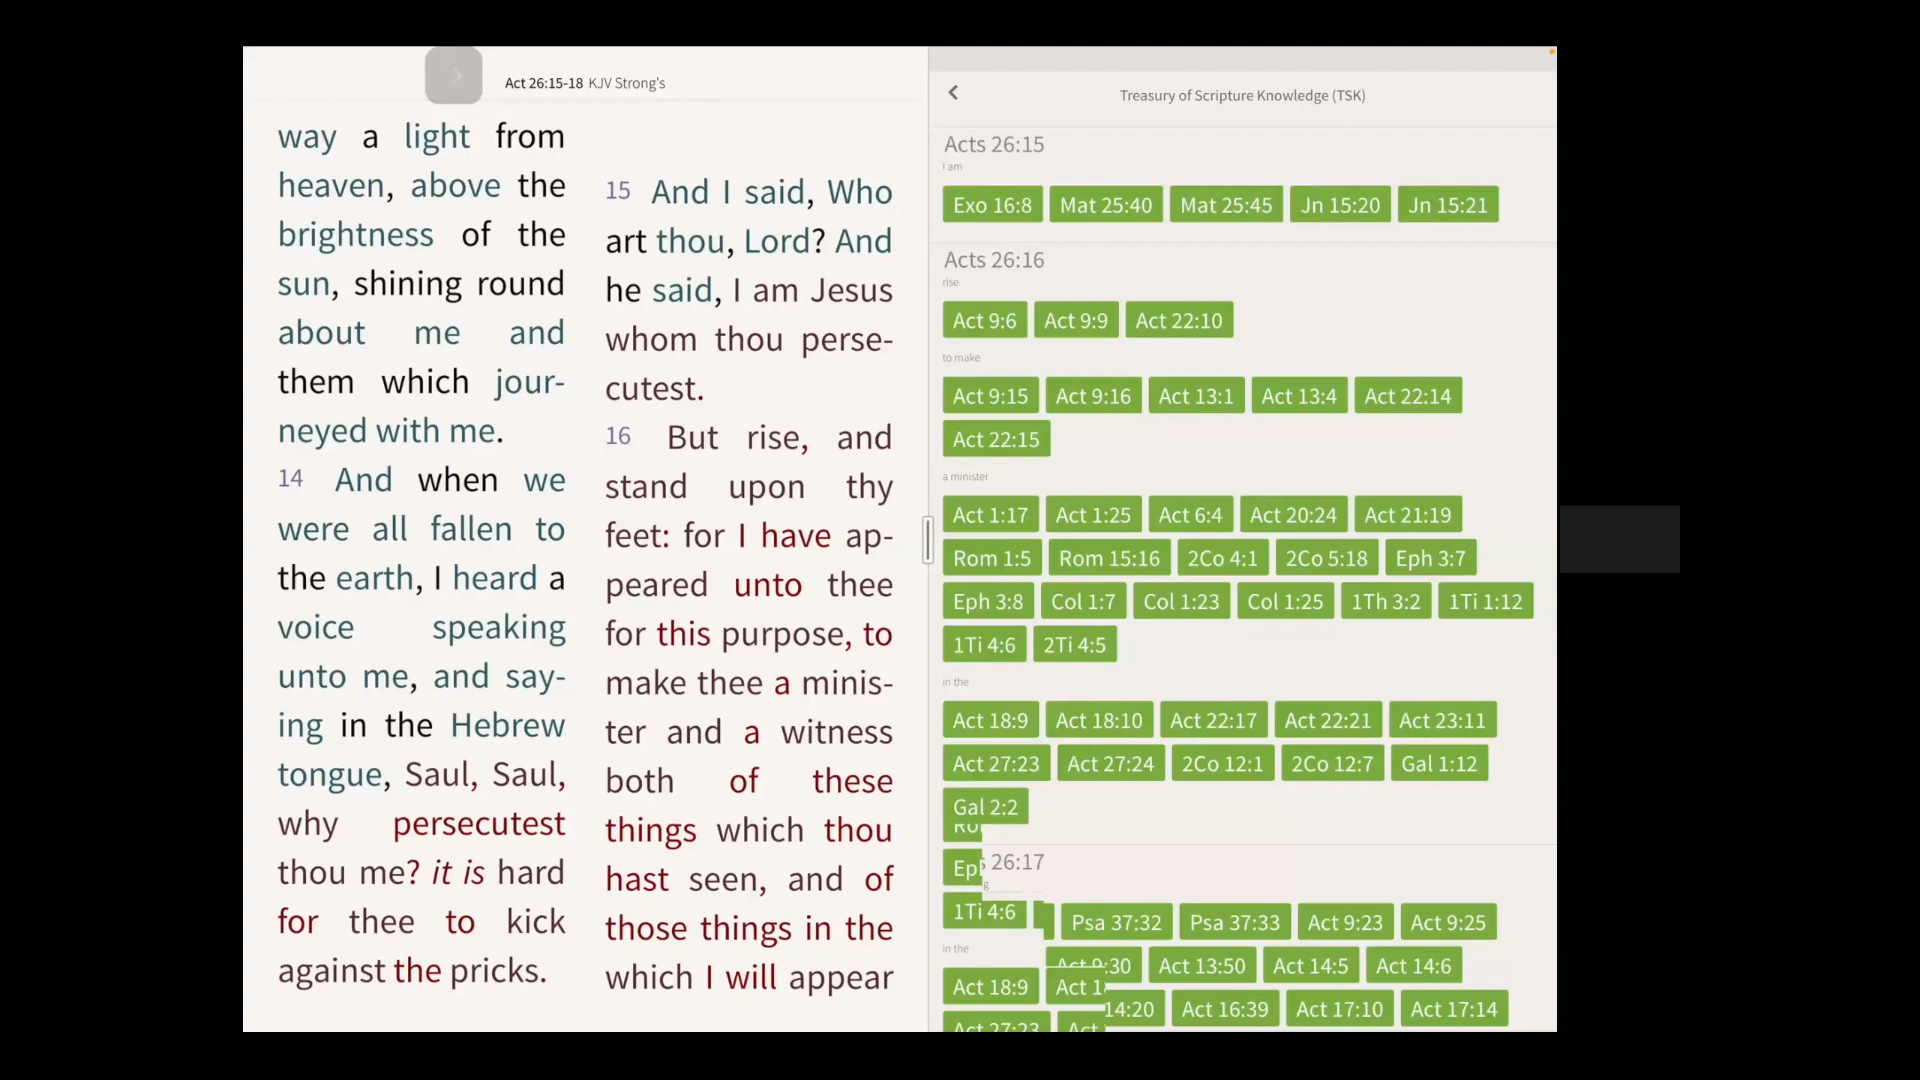 Act 26:15-18 KJV Strong's
way a light from
heaven, above the
brightness of the
sun, shining round
about me and
them which jour-
neyed with me.
14 And when we
were all fallen to
the earth, I heard a
voice speaking
unto me, and say-
ing in the Hebrew
tongue, Saul, Saul,
why persecutest
thou me? it is hard
for thee to kick
against the pricks.
15 And I said, Who
art thou, Lord? And
he said, I am Jesus
whom thou perse-
cutest.
16 But rise, and
stand upon thy
feet: for I have ap-
peared unto thee
for this purpose, to
make thee a minis-
ter and a witness
both of these
things which thou
hast seen, and of
those things in the
which I will appear
Treasury of Scripture Knowledge (TSK)
Acts 26:15
I am
Exo 16:8 Mat 25:40 Mat 25:45 Jn 15:20 Jn 15:21
Acts 26:16
rise
Act 9:6 Act 9:9 Act 22:10
to make
Act 9:15 Act 9:16 Act 13:1 Act 13:4 Act 22:14
Act 22:15
a minister
Act 1:17 Act 1:25 Act 6:4 Act 20:24 Act 21:19
Rom 1:5 Rom 15:16 2Co 4:1 2Co 5:18 Eph 3:7
Eph 3:8 Col 1:7 Col 1:23 Col 1:25 1Th 3:2 1Ti 1:12
1Ti 4:6 2Ti 4:5
in the
Act 18:9 Act 18:10 Act 22:17 Act 22:21 Act 23:11
Act 27:23 Act 27:24 2Co 12:1 2Co 12:7 Gal 1:12
Gal 2:2
Eph s 26:17
1Ti 4:6 Psa 37:32 Psa 37:33 Act 9:23 Act 9:25
in the
Act 9:30 Act 13:50 Act 14:5 Act 14:6
Act 18:9 Act 1
14:20 Act 16:39 Act 17:10 Act 17:14
Act 27:23 Act